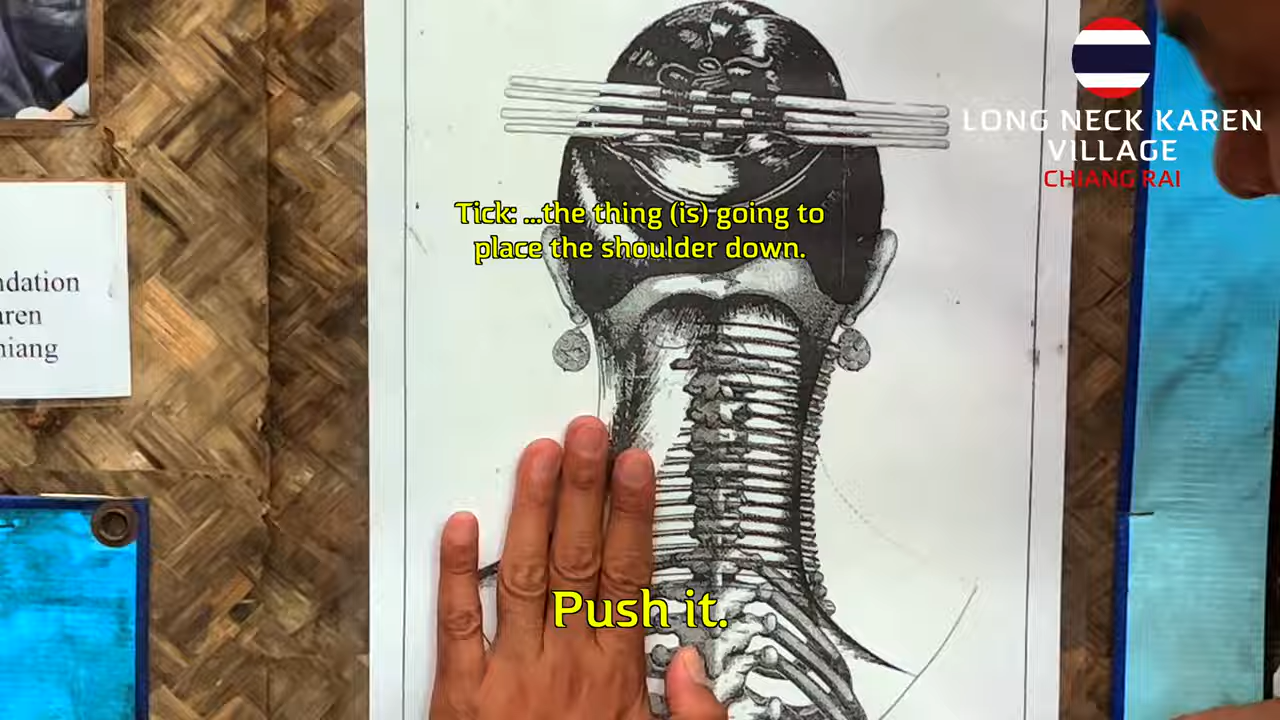 LONG NECK KAREN
VILLAGE
CHIANG RAI
Tick: ...the thing (is) going to
place the shoulder down.
ndation
aren
hiang
Push it.